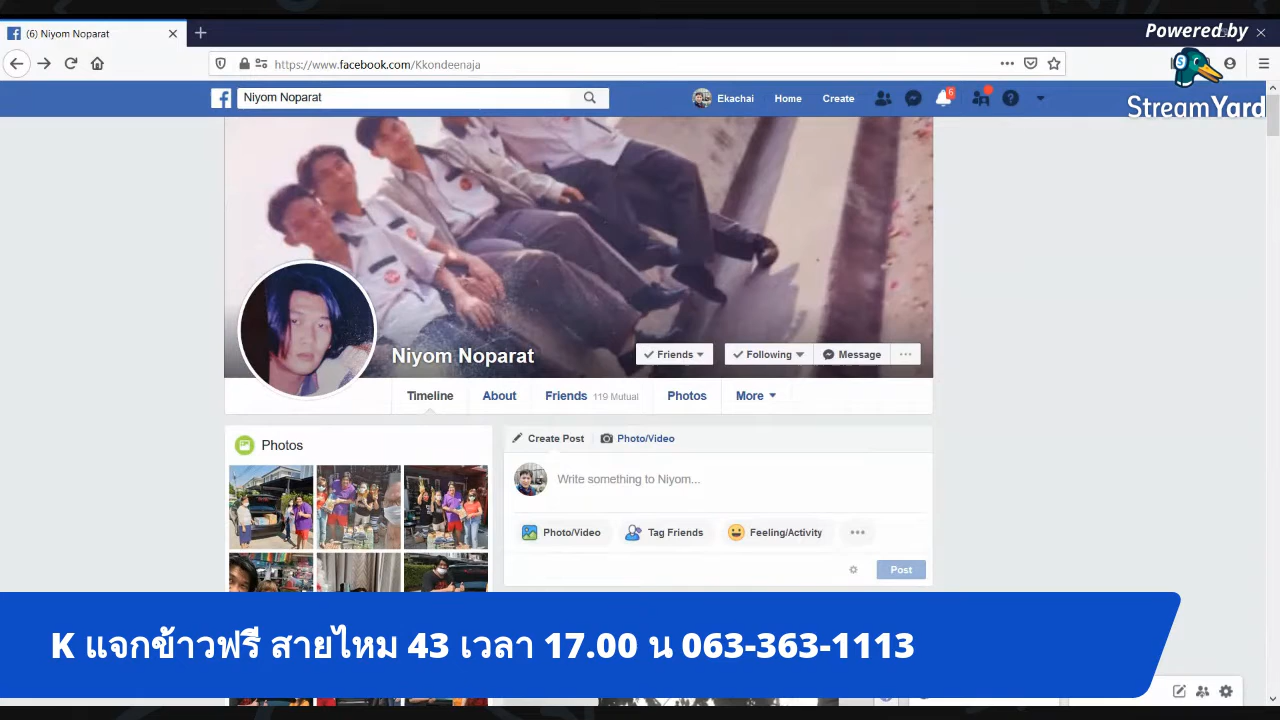 (6) Niyom Noparat
Powered by
https://www.facebook.com/Kkondeenaja
StreamYard
Niyom Noparat
Ekachai
Home
Create
6
Niyom Noparat
Friends
Following
Message
Timeline
About
Friends 119 Mutual
Photos
More
Photos
Create Post
Photo/Video
Write something to Niyom...
Photo/Video
Tag Friends
Feeling/Activity
Post
K แจกข้าวฟรี สายไหม 43 เวลา 17.00 น 063-363-1113